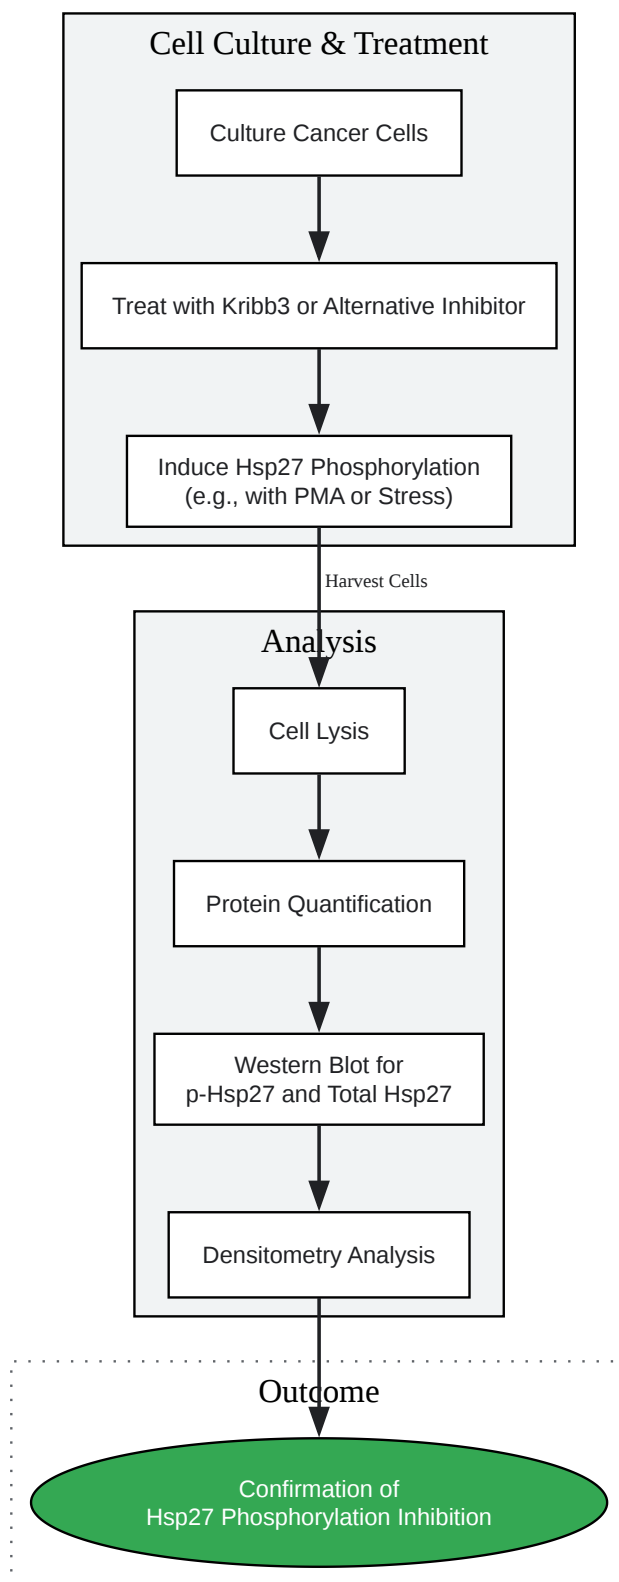 Cell Culture & Treatment
Culture Cancer Cells
Treat with Kribb3 or Alternative Inhibitor
Induce Hsp27 Phosphorylation
(e.g., with PMA or Stress)
Harvest Cells
Analysis
Cell Lysis
Protein Quantification
Western Blot for
p-Hsp27 and Total Hsp27
Densitometry Analysis
Outcome
Confirmation of
Hsp27 Phosphorylation Inhibition